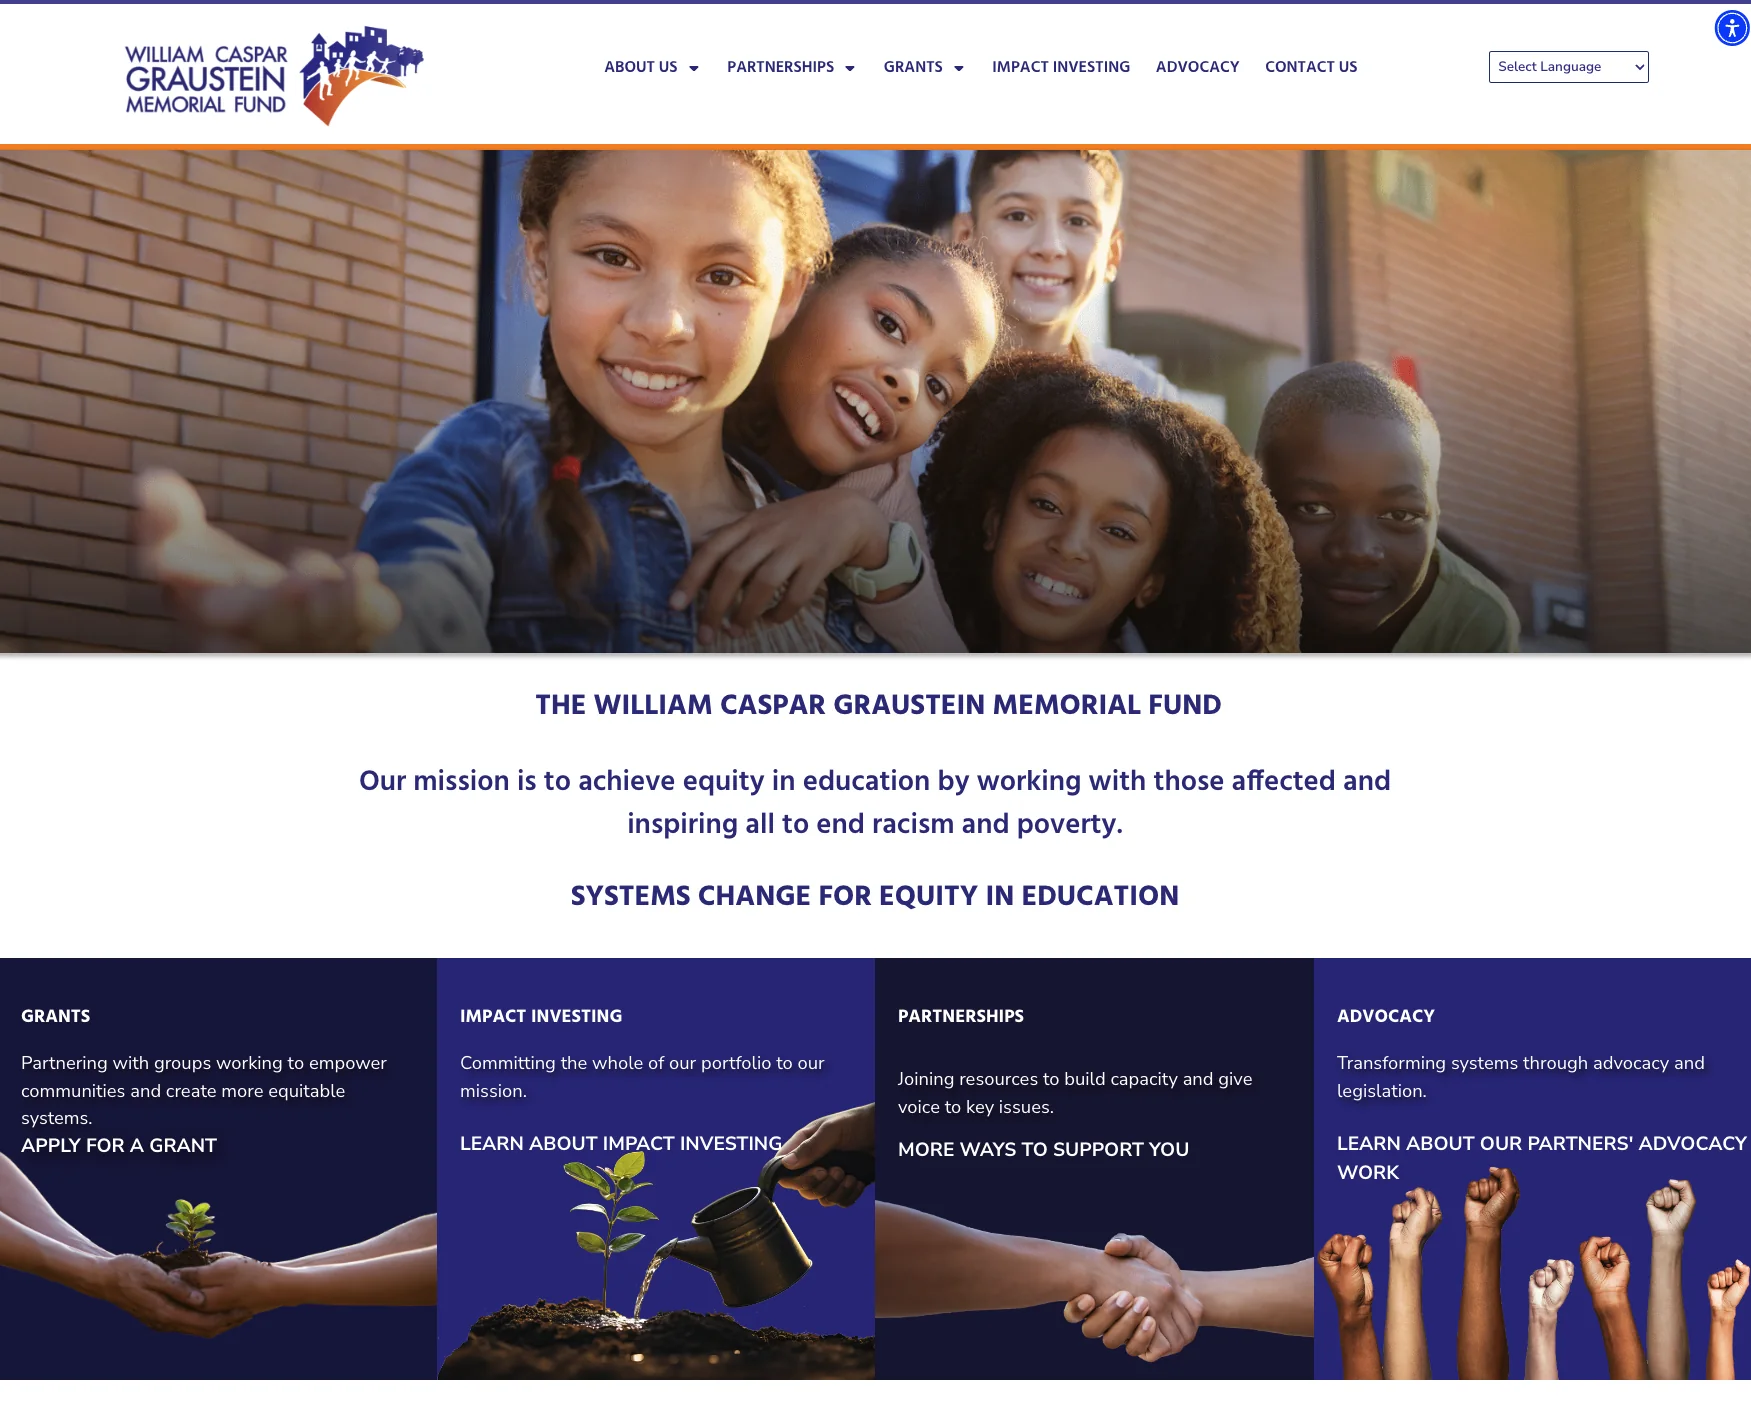 WILLIAM CASPAR
GRAUSTEIN
MEMORIAL FUND
ABOUT US
PARTNERSHIPS
GRANTS
IMPACT INVESTING
ADVOCACY
CONTACT US
Select Language
THE WILLIAM CASPAR GRAUSTEIN MEMORIAL FUND
Our mission is to achieve equity in education by working with those affected and
inspiring all to end racism and poverty.
SYSTEMS CHANGE FOR EQUITY IN EDUCATION
GRANTS
Partnering with groups working to empower
communities and create more equitable
systems.
APPLY FOR A GRANT
IMPACT INVESTING
Committing the whole of our portfolio to our
mission.
LEARN ABOUT IMPACT INVESTING
PARTNERSHIPS
Joining resources to build capacity and give
voice to key issues.
MORE WAYS TO SUPPORT YOU
ADVOCACY
Transforming systems through advocacy and
legislation.
LEARN ABOUT OUR PARTNERS' ADVOCACY
WORK